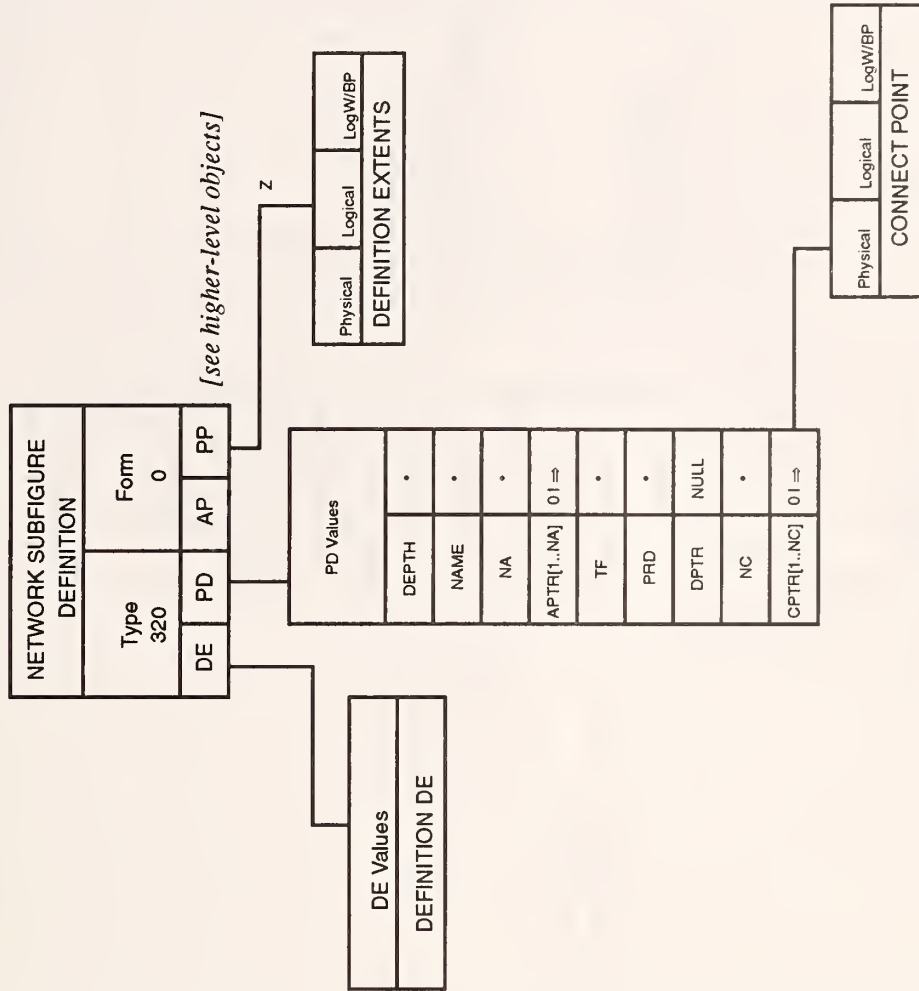 NETWORK SUBFIGURE
DEFINITION
Type
320
Form
0
DE
PD
AP
PP
[see higher-level objects]
Z
Physical
Logical
LogW/BP
DEFINITION EXTENTS
DE Values
DEFINITION DE
PD Values
DEPTH •
NAME •
NA •
APTR[1..NA] 0 I ⇒
TF •
PRD •
DPTR NULL
NC •
CPTR[1..NC] 0 I ⇒
Physical
Logical
LogW/BP
CONNECT POINT